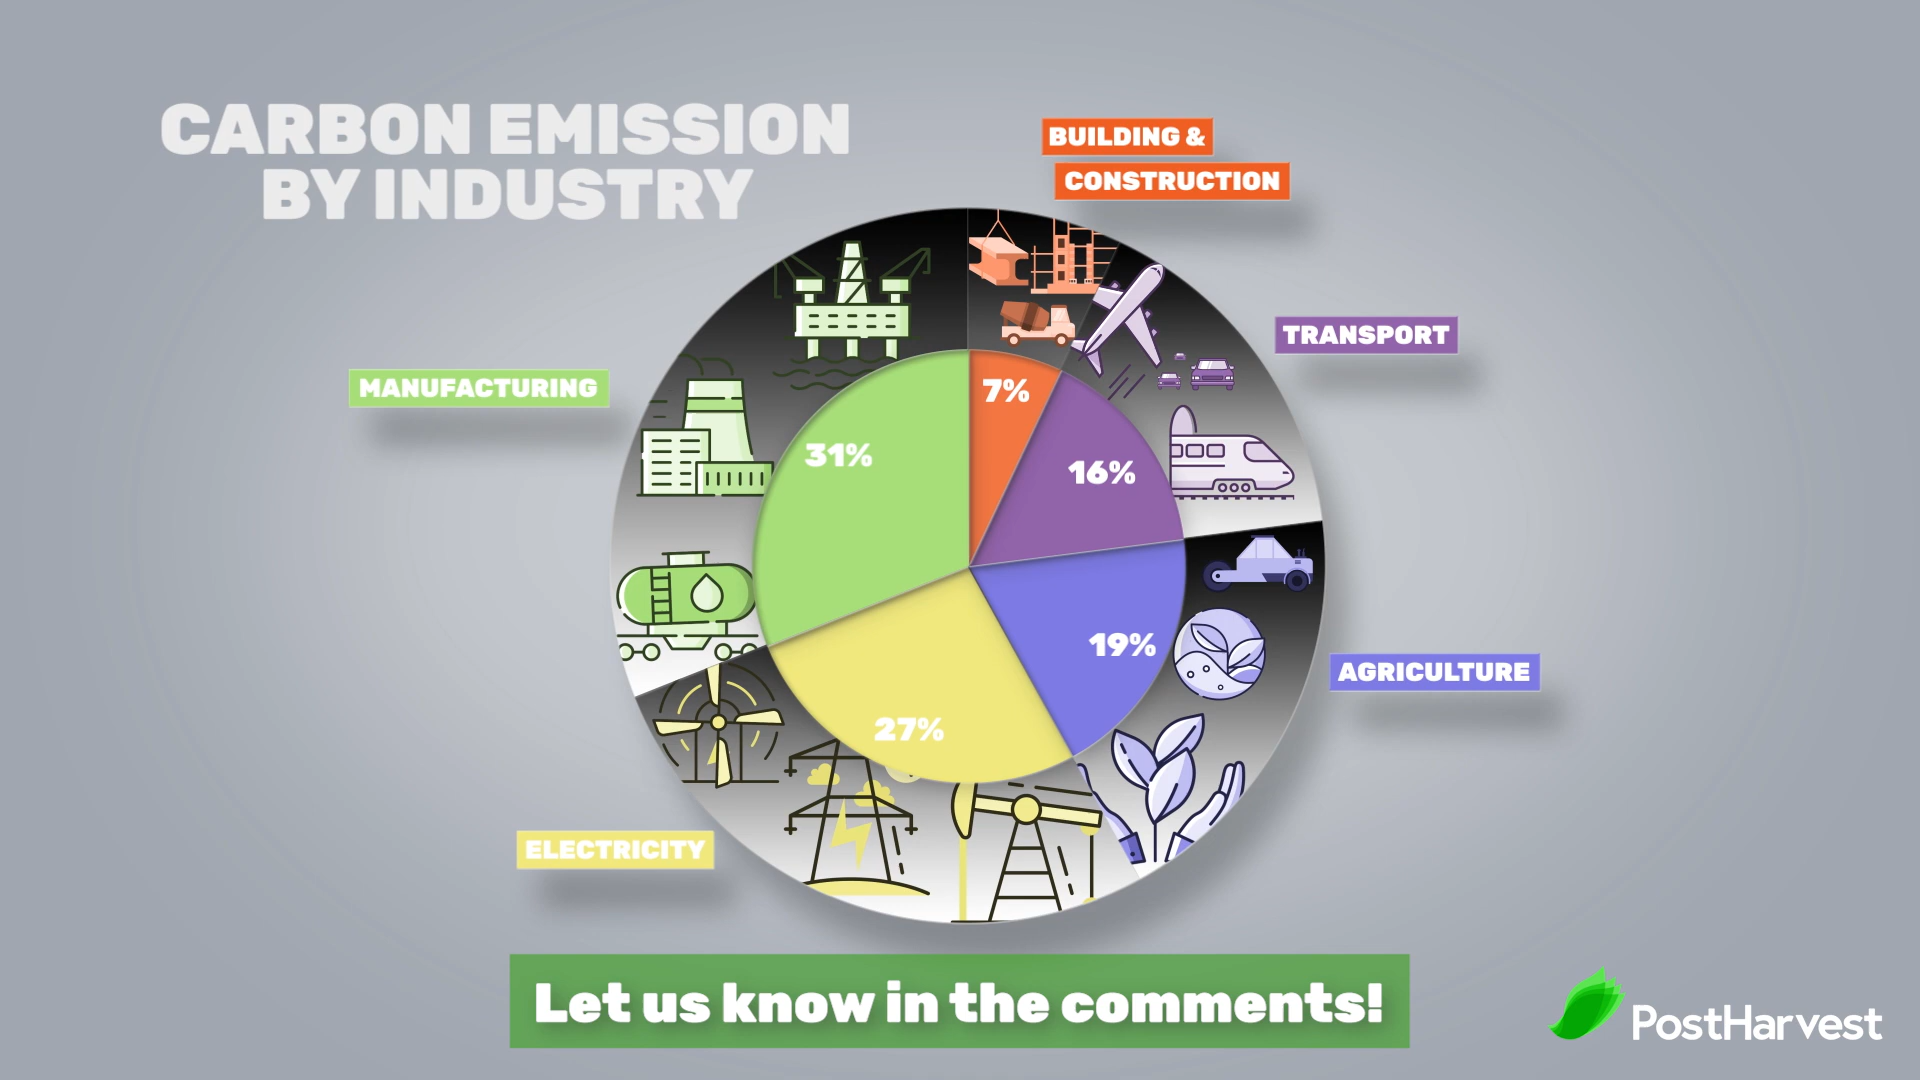 CARBON EMISSION
BY INDUSTRY
BUILDING &
CONSTRUCTION
TRANSPORT
MANUFACTURING
7%
31%
16%
19%
AGRICULTURE
27%
ELECTRICITY
Let us know in the comments!
PostHarvest